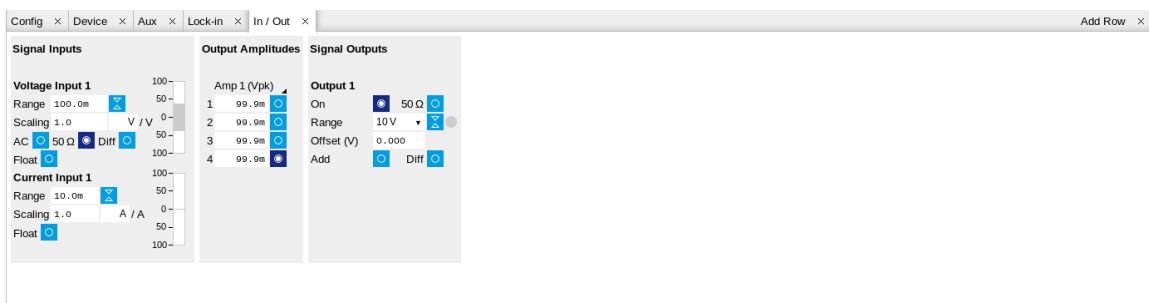 Config × Device × Aux × Lock-in × In / Out × Add Row ×
Signal Inputs
Voltage Input 1
Range 100.0m
Scaling 1.0 V / V
AC 50 Ω Diff
Float
100
50
0
50
100
Current Input 1
Range 10.0m
Scaling 1.0 A / A
Float
100
50
0
50
100
Output Amplitudes
Amp 1 (Vpk)
1 99.9m
2 99.9m
3 99.9m
4 99.9m
Signal Outputs
Output 1
On 50 Ω
Range 10 V
Offset (V) 0.000
Add Diff